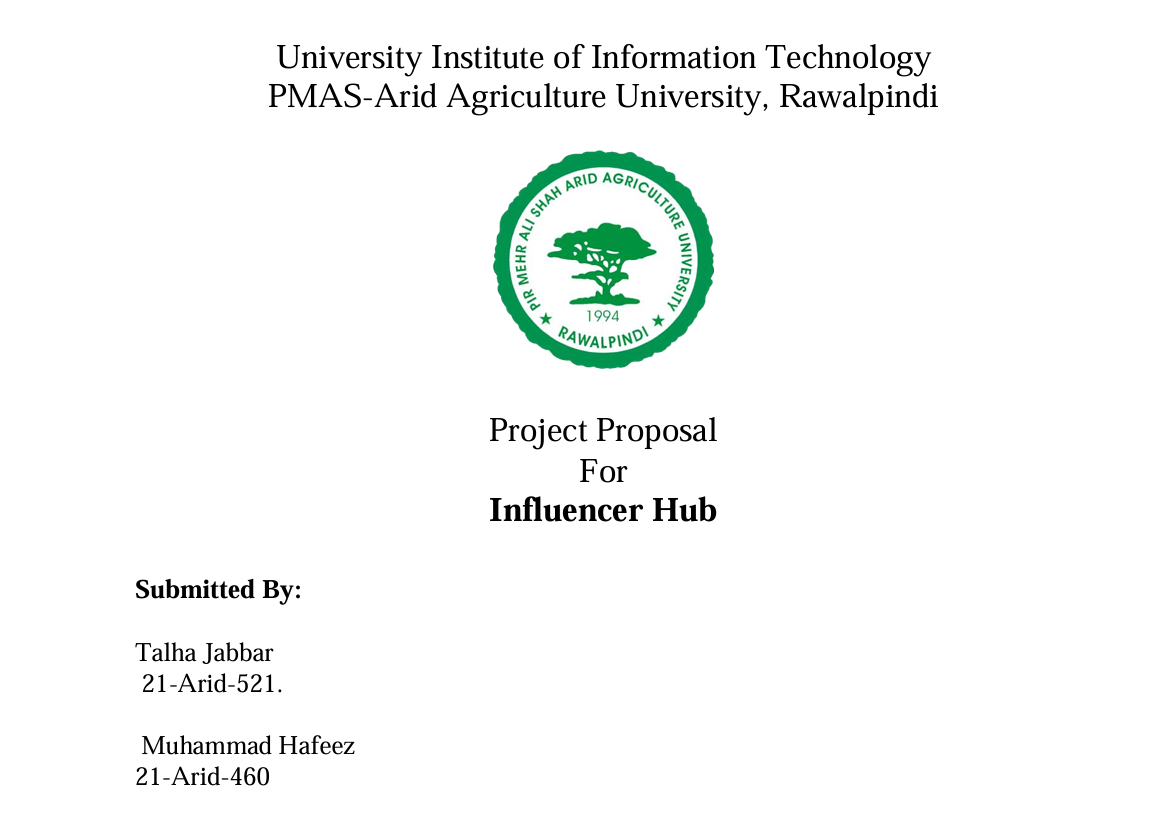 University Institute of Information Technology
PMAS-Arid Agriculture University, Rawalpindi
PIR MEHR ALI SHAH ARID AGRICULTURE UNIVERSITY
1994
RAWALPINDI
Project Proposal
For
Influencer Hub
Submitted By:
Talha Jabbar
21-Arid-521.
Muhammad Hafeez
21-Arid-460